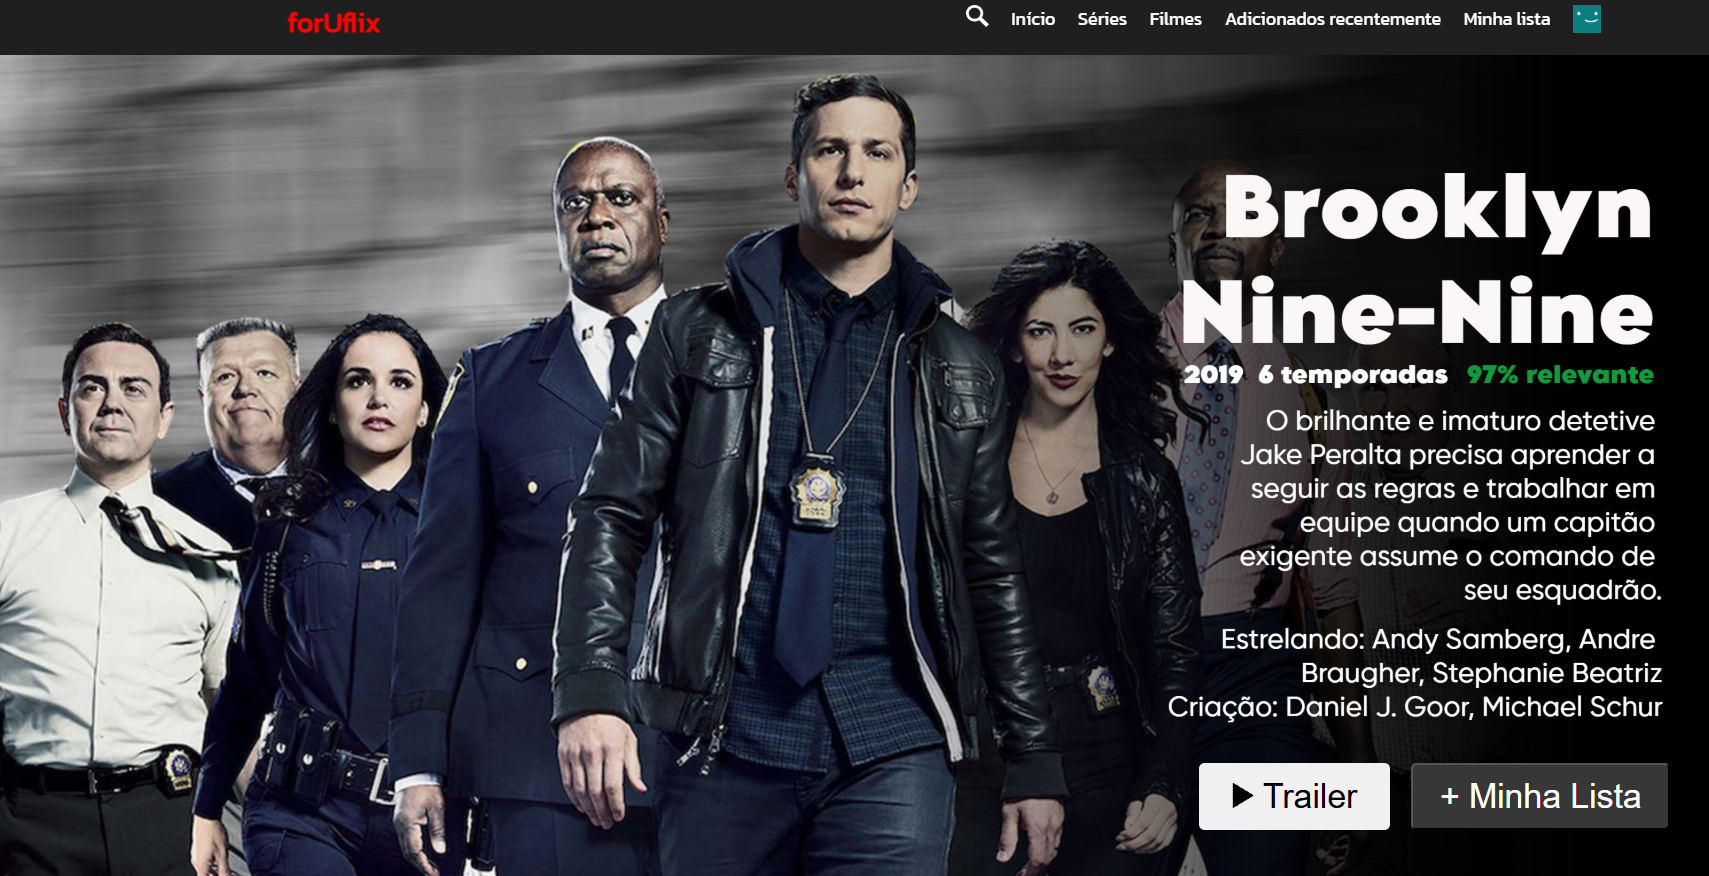 forUflix
Início Séries Filmes Adicionados recentemente Minha lista
Brooklyn
Nine-Nine
2019 6 temporadas 97% relevante
O brilhante e imaturo detetive
Jake Peralta precisa aprender a
seguir as regras e trabalhar em
equipe quando um capitão
exigente assume o comando de
seu esquadrão.
Estrelando: Andy Samberg, Andre
Braugher, Stephanie Beatriz
Criação: Daniel J. Goor, Michael Schur
Trailer
+ Minha Lista